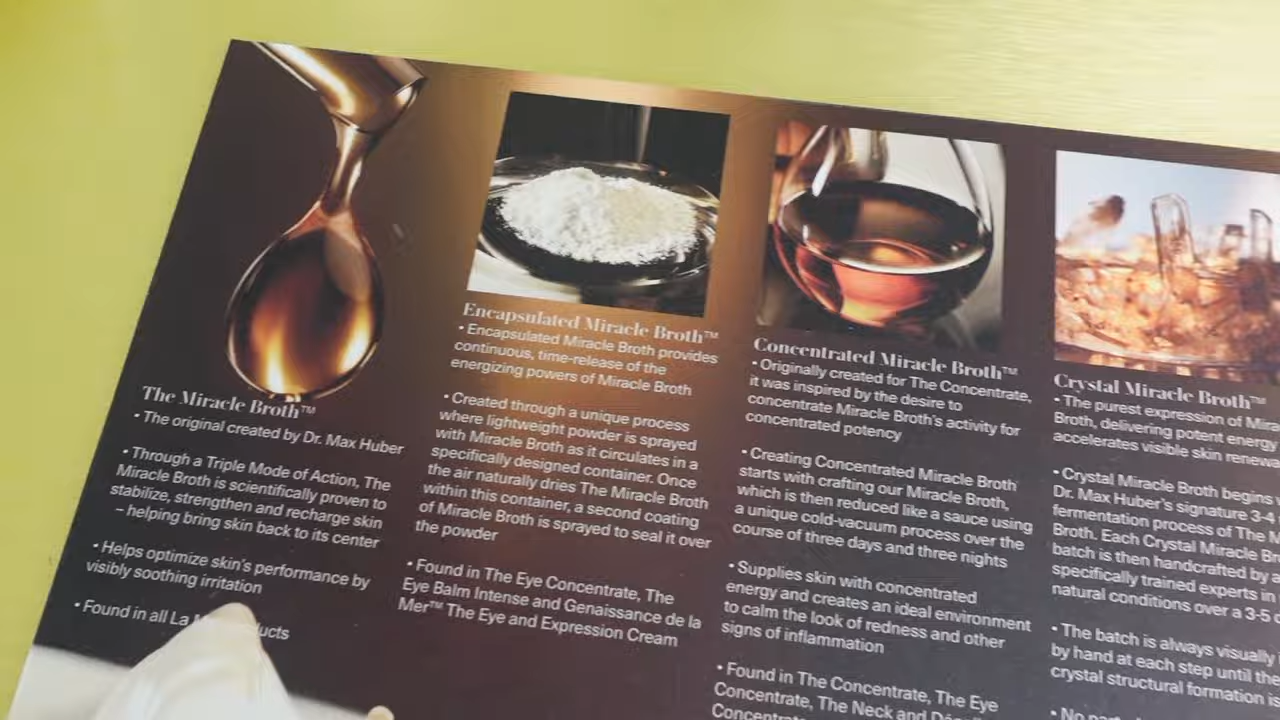 The Miracle Broth™
• The original created by Dr. Max Huber
• Through a Triple Mode of Action, The
Miracle Broth is scientifically proven to
stabilize, strengthen and recharge skin
– helping bring skin back to its center
• Helps optimize skin's performance by
visibly soothing irritation
• Found in all La
Encapsulated Miracle Broth™
• Encapsulated Miracle Broth provides
continuous, time-release of the
energizing powers of Miracle Broth
• Created through a unique process
where lightweight powder is sprayed
with Miracle Broth as it circulates in a
specifically designed container. Once
the air naturally dries The Miracle Broth
within this container, a second coating
of Miracle Broth is sprayed to seal it over
the powder
• Found in The Eye Concentrate, The
Eye Balm Intense and Genaissance de la
Mer™ The Eye and Expression Cream
Concentrated Miracle Broth™
• Originally created for The Concentrate,
it was inspired by the desire to
concentrate Miracle Broth's activity for
concentrated potency
• Creating Concentrated Miracle Broth
starts with crafting our Miracle Broth,
which is then reduced like a sauce using
a unique cold-vacuum process over the
course of three days and three nights
• Supplies skin with concentrated
energy and creates an ideal environment
to calm the look of redness and other
signs of inflammation
• Found in The Concentrate, The Eye
Concentrate, The Neck and
Crystal Miracle Broth™
• The purest expression of
Broth, delivering potent energy
accelerates visible skin
• Crystal Miracle Broth begins
Dr. Max Huber's signature 3-4
fermentation process of The
Broth. Each Crystal Miracle
batch is then handcrafted by
specifically trained experts in
natural conditions over a 3-5
• The batch is always visually
by hand at each step until the
crystal structural formation is
• No